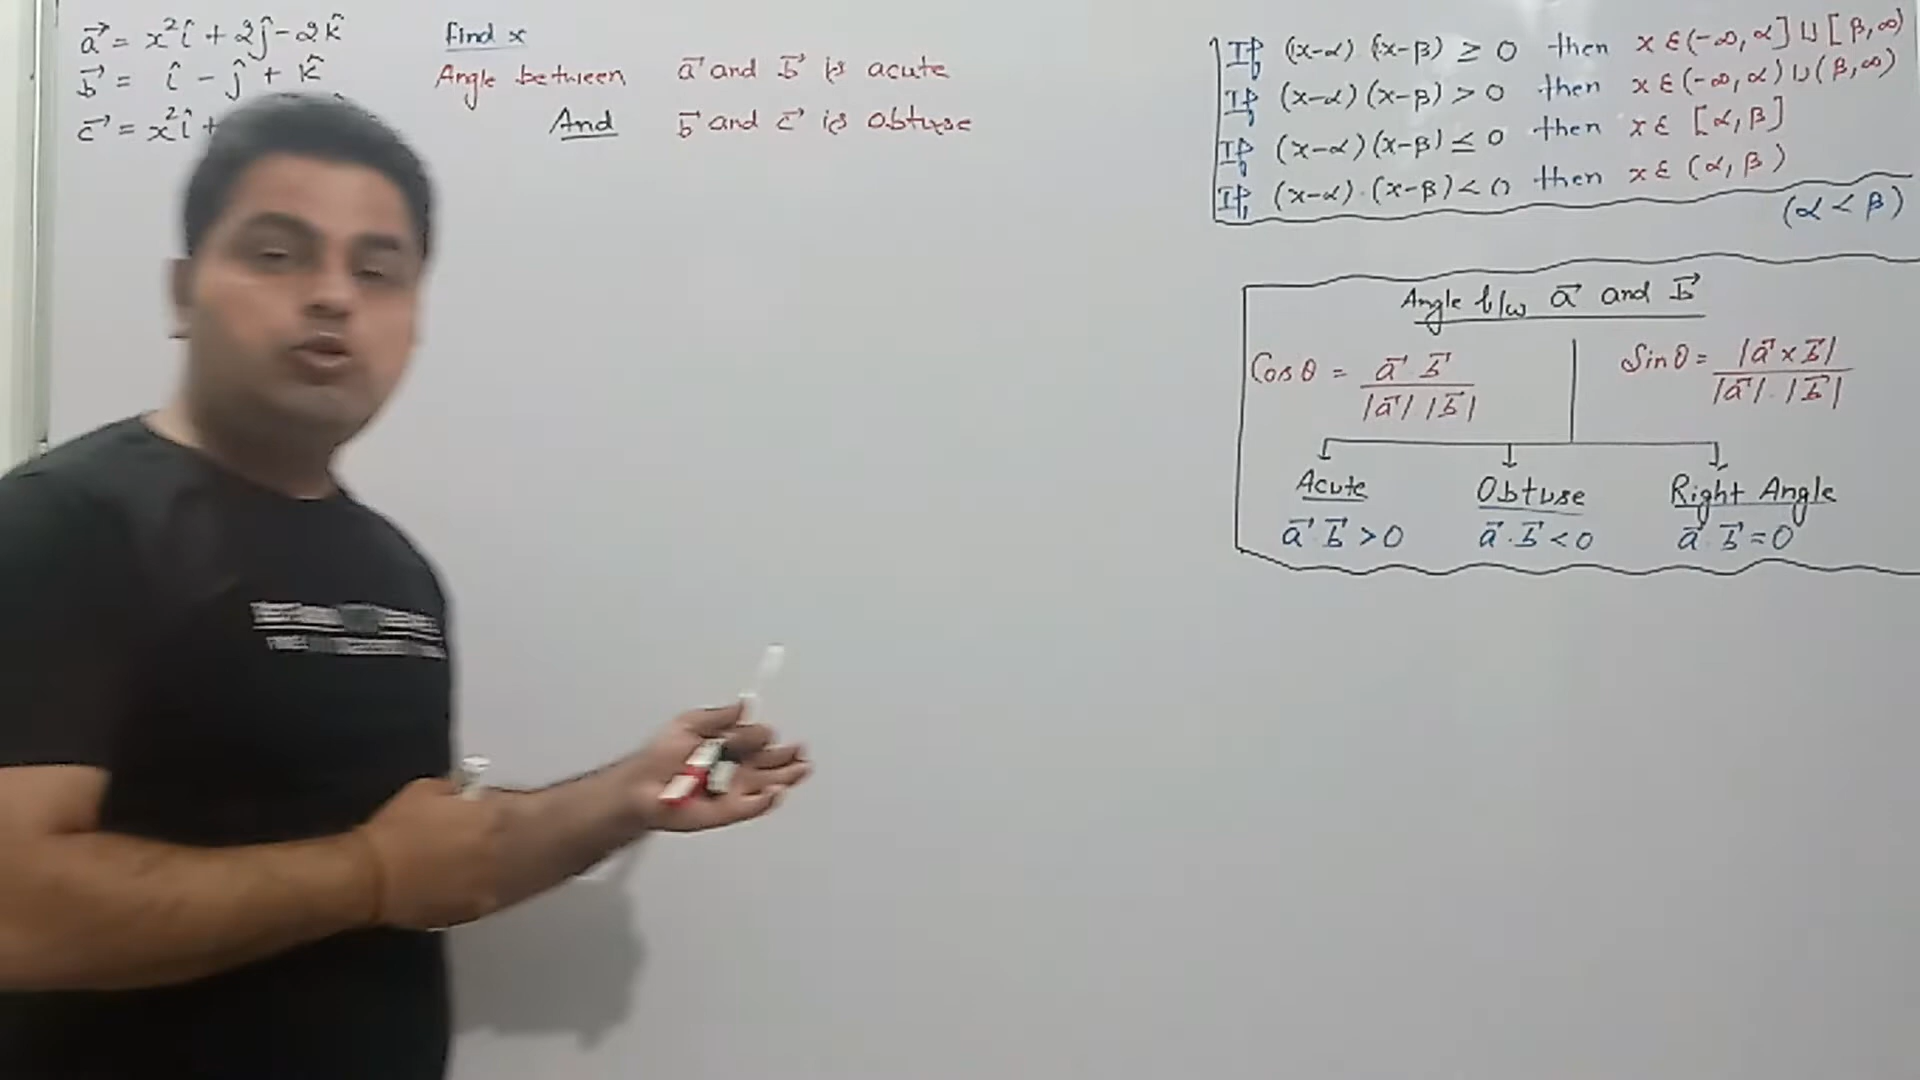 a⃗ = x²î + 2ĵ - 2k̂
b⃗ = î - ĵ + k̂
c⃗ = x²î +
find x
Angle between a⃗ and b⃗ is acute
And b⃗ and c⃗ is obtuse
If (x-α) (x-β) ≥ 0 then x ε (-∞, α] ∪ [β, ∞)
If (x-α) (x-β) > 0 then x ε (-∞, α) ∪ (β, ∞)
If (x-α) (x-β) ≤ 0 then x ε [α, β]
If (x-α) · (x-β) < 0 then x ε (α, β)
(α < β)
Angle b/w a⃗ and b⃗
Cos θ = a⃗ b⃗ / |a⃗| . |b⃗|
Sin θ = |a⃗ × b⃗| / |a⃗| . |b⃗|
Acute Obtuse Right Angle
a⃗ . b⃗ > 0 a⃗ . b⃗ < 0 a⃗ b⃗ = 0